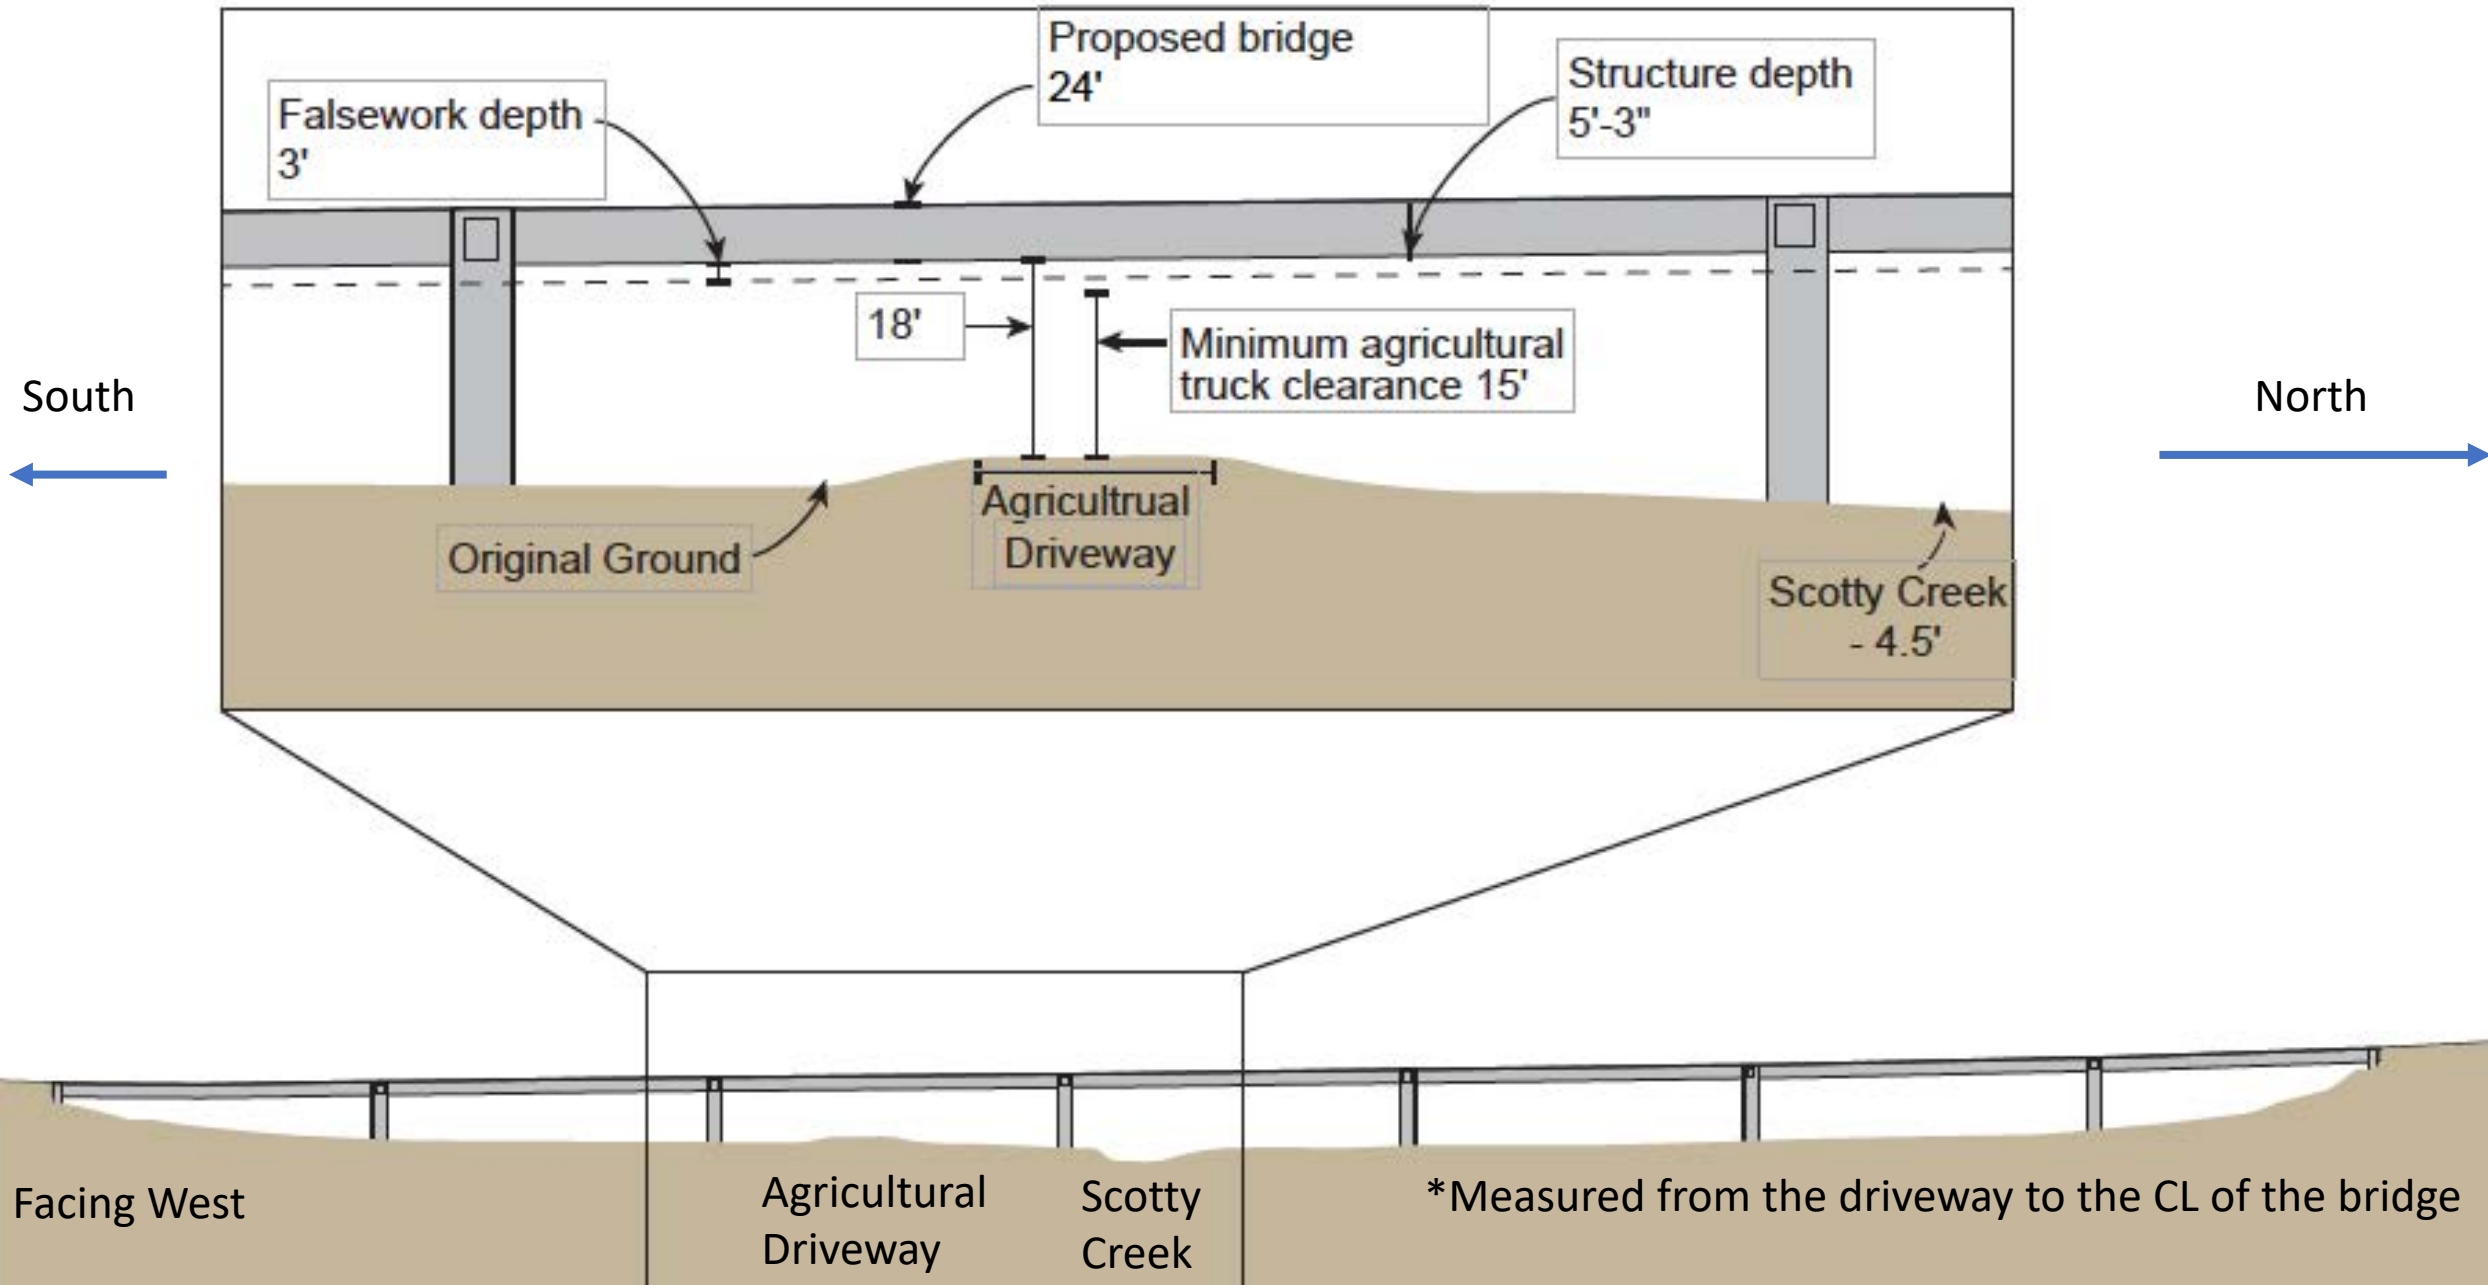 Proposed bridge
24'
Structure depth
5'-3"
Falsework depth
3'
18'
Minimum agricultural
truck clearance 15'
South
North
Agricultrual
Driveway
Original Ground
Scotty Creek
- 4.5'
Facing West
Agricultural
Driveway
Scotty
Creek
*Measured from the driveway to the CL of the bridge